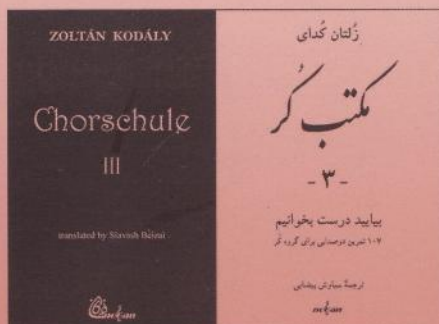 ZOLTÁN KODÁLY
Chorschule
III
translated by Siavash Beizai
زُلتان کُدای
مکتب کُر
-۳-
بیایید درست بخوانیم
۱۰۷ تمرین دوصدایی برای گروه کُر
ترجمهٔ سیاوش بیضایی